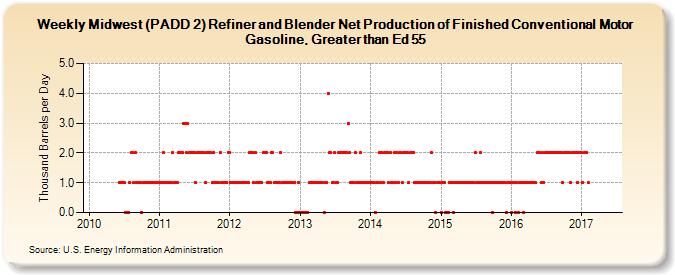 Weekly Midwest (PADD 2) Refiner and Blender Net Production of Finished Conventional Motor
Gasoline, Greater than Ed 55
Thousand Barrels per Day
5.0
4.0
3.0
2.0
1.0
0.0
2010 2011 2012 2013 2014 2015 2016 2017
Source: U.S. Energy Information Administration